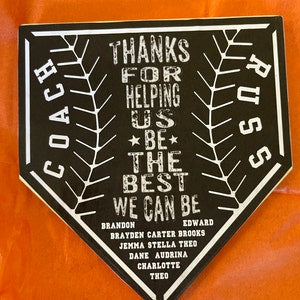 COACH
RUSS
THANKS
FOR
HELPING
US
★ BE ★
THE
BEST
WE CAN BE
BRANDON EDWARD
BRAYDEN CARTER BROOKS
JEMMA STELLA THEO
DANE AUDRINA
CHARLOTTE
THEO